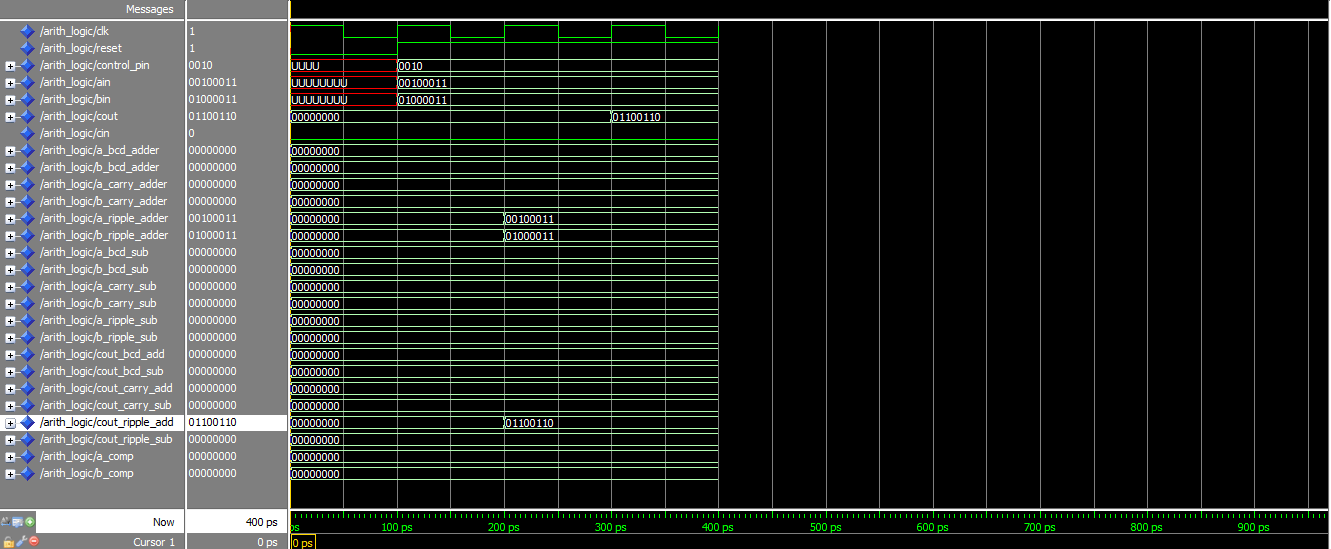 Messages
/arith_logic/clk 1
/arith_logic/reset 1
/arith_logic/control_pin 0010 UUUU 0010
/arith_logic/ain 00100011 UUUUUUUU 00100011
/arith_logic/bin 01000011 UUUUUUUU 01000011
/arith_logic/cout 01100110 00000000 01100110
/arith_logic/cin 0
/arith_logic/a_bcd_adder 00000000 00000000
/arith_logic/b_bcd_adder 00000000 00000000
/arith_logic/a_carry_adder 00000000 00000000
/arith_logic/b_carry_adder 00000000 00000000
/arith_logic/a_ripple_adder 00100011 00000000 00100011
/arith_logic/b_ripple_adder 01000011 00000000 01000011
/arith_logic/a_bcd_sub 00000000 00000000
/arith_logic/b_bcd_sub 00000000 00000000
/arith_logic/a_carry_sub 00000000 00000000
/arith_logic/b_carry_sub 00000000 00000000
/arith_logic/a_ripple_sub 00000000 00000000
/arith_logic/b_ripple_sub 00000000 00000000
/arith_logic/cout_bcd_add 00000000 00000000
/arith_logic/cout_bcd_sub 00000000 00000000
/arith_logic/cout_carry_add 00000000 00000000
/arith_logic/cout_carry_sub 00000000 00000000
/arith_logic/cout_ripple_add 01100110 00000000 01100110
/arith_logic/cout_ripple_sub 00000000 00000000
/arith_logic/a_comp 00000000 00000000
/arith_logic/b_comp 00000000 00000000
Now 400 ps ps 100 ps 200 ps 300 ps 400 ps 500 ps 600 ps 700 ps 800 ps 900 ps
Cursor 1 0 ps 0 ps